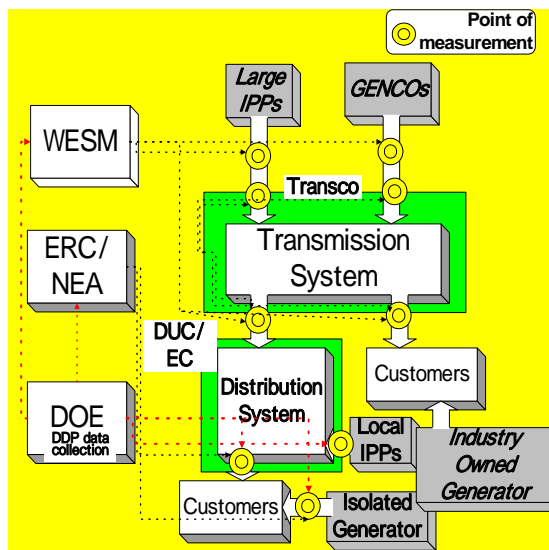 Point of
measurement
Large
IPPs
GENCOs
WESM
Transco
Transmission
System
ERC/
NEA
DUC/
EC
Distribution
System
Customers
DOE
DDP data
collection
Local
IPPs
Industry
Owned
Generator
Customers
Isolated
Generator